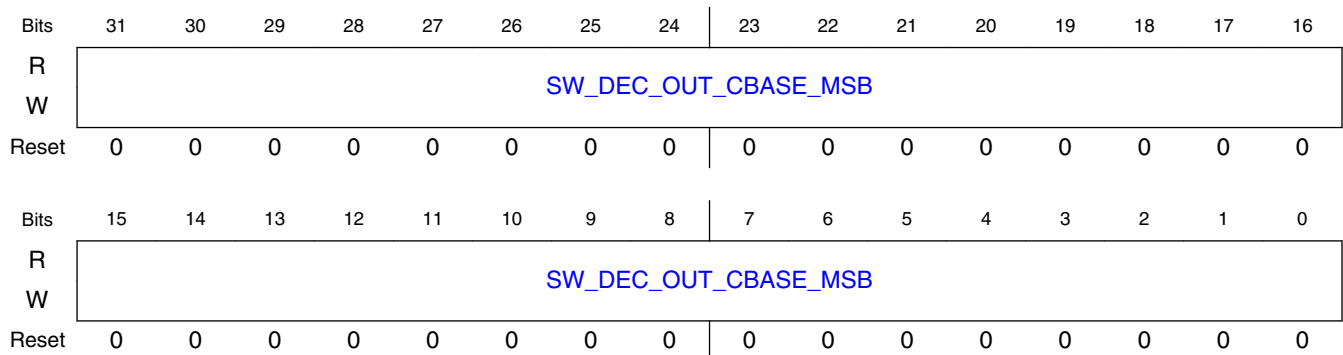 Bits 31 30 29 28 27 26 25 24 23 22 21 20 19 18 17 16
R
SW_DEC_OUT_CBASE_MSB
W
Reset 0 0 0 0 0 0 0 0 0 0 0 0 0 0 0 0
Bits 15 14 13 12 11 10 9 8 7 6 5 4 3 2 1 0
R
SW_DEC_OUT_CBASE_MSB
W
Reset 0 0 0 0 0 0 0 0 0 0 0 0 0 0 0 0